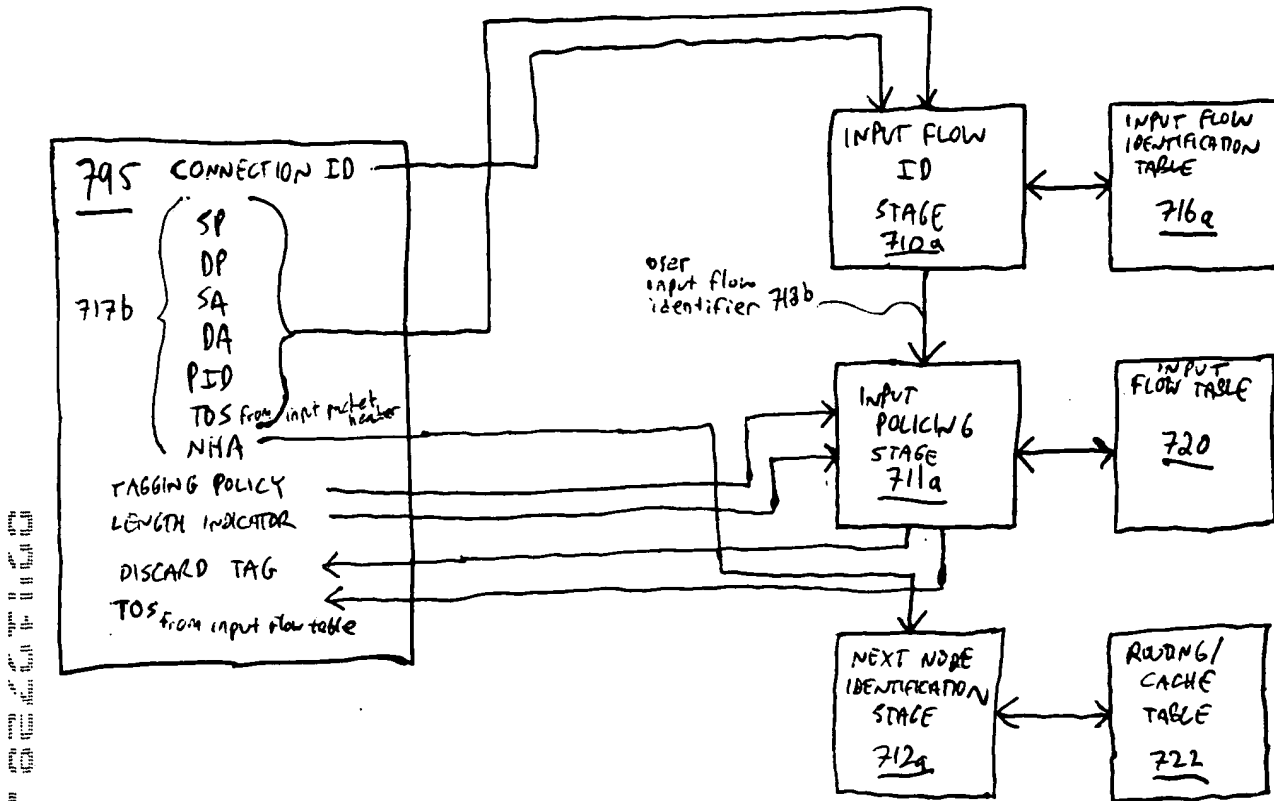 795 CONNECTION ID
SP
DP
717b
SA
DA
PID
TOS from input packet header
NHA
TAGGING POLICY
LENGTH INDICATOR
DISCARD TAG
TOS from input flow table
INPUT FLOW
ID
STAGE
710a
INPUT FLOW
IDENTIFICATION
TABLE
716a
user
input flow
identifier 718b
INPUT
POLICING
STAGE
711a
INPUT
FLOW TABLE
720
NEXT NODE
IDENTIFICATION
STAGE
712a
ROUTING/
CACHE
TABLE
722